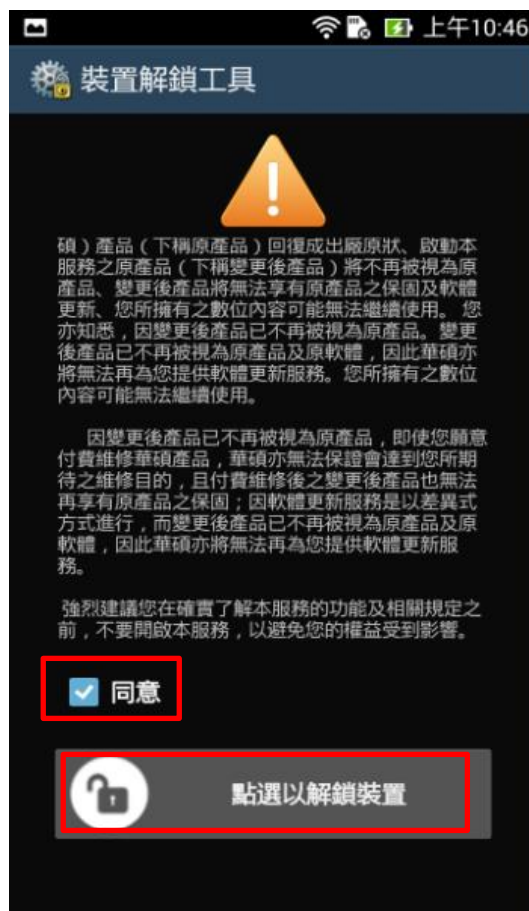 上午10:46
裝置解鎖工具
碩）產品（下稱原產品）回復成出廠原狀、啟動本
服務之原產品（下稱變更後產品）將不再被視為原
產品、變更後產品將無法享有原產品之保固及軟體
更新、您所擁有之數位內容可能無法繼續使用。 您
亦知悉，因變更後產品已不再被視為原產品。變更
後產品已不再被視為原產品及原軟體，因此華碩亦
將無法再為您提供軟體更新服務。您所擁有之數位
內容可能無法繼續使用。
因變更後產品已不再被視為原產品，即使您願意
付費維修華碩產品，華碩亦無法保證會達到您所期
待之維修目的，且付費維修後之變更後產品也無法
再享有原產品之保固；因軟體更新服務是以差異式
方式進行，而變更後產品已不再被視為原產品及原
軟體，因此華碩亦將無法再為您提供軟體更新服
務。
強烈建議您在確實了解本服務的功能及相關規定之
前，不要開啟本服務，以避免您的權益受到影響。
同意
點選以解鎖裝置